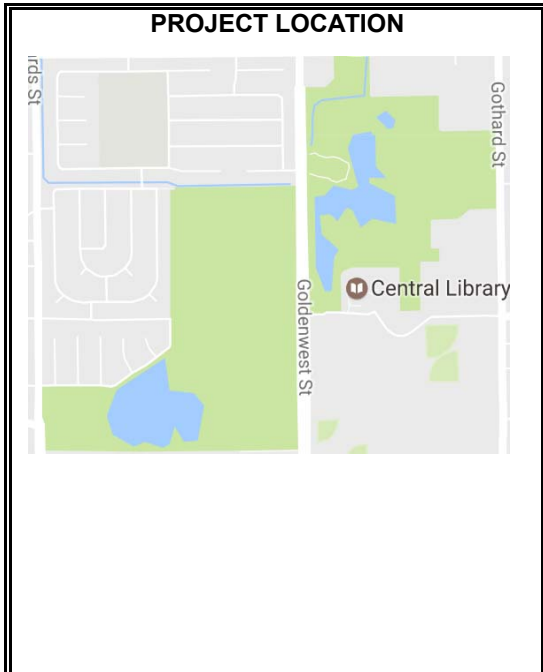 PROJECT LOCATION
rds St
Gothard St
Goldenwest St
Central Library